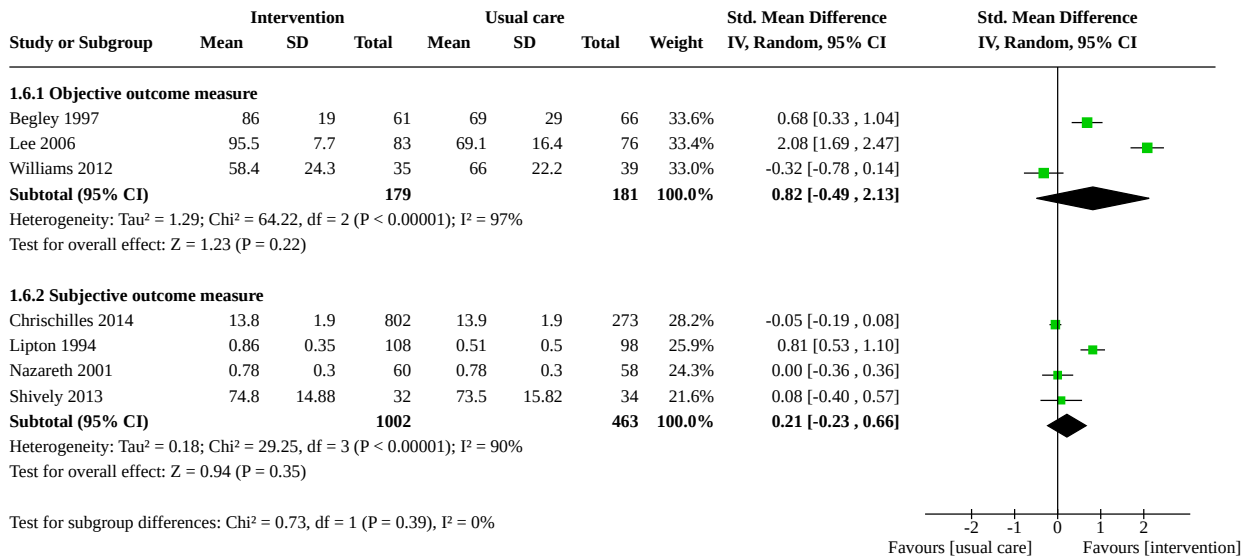 Intervention Usual care Std. Mean Difference Std. Mean Difference
Study or Subgroup Mean SD Total Mean SD Total Weight IV, Random, 95% CI IV, Random, 95% CI
1.6.1 Objective outcome measure
Begley 1997 86 19 61 69 29 66 33.6% 0.68 [0.33 , 1.04]
Lee 2006 95.5 7.7 83 69.1 16.4 76 33.4% 2.08 [1.69 , 2.47]
Williams 2012 58.4 24.3 35 66 22.2 39 33.0% -0.32 [-0.78 , 0.14]
Subtotal (95% CI) 179 181 100.0% 0.82 [-0.49 , 2.13]
Heterogeneity: Tau² = 1.29; Chi² = 64.22, df = 2 (P < 0.00001); I² = 97%
Test for overall effect: Z = 1.23 (P = 0.22)
1.6.2 Subjective outcome measure
Chrischilles 2014 13.8 1.9 802 13.9 1.9 273 28.2% -0.05 [-0.19 , 0.08]
Lipton 1994 0.86 0.35 108 0.51 0.5 98 25.9% 0.81 [0.53 , 1.10]
Nazareth 2001 0.78 0.3 60 0.78 0.3 58 24.3% 0.00 [-0.36 , 0.36]
Shively 2013 74.8 14.88 32 73.5 15.82 34 21.6% 0.08 [-0.40 , 0.57]
Subtotal (95% CI) 1002 463 100.0% 0.21 [-0.23 , 0.66]
Heterogeneity: Tau² = 0.18; Chi² = 29.25, df = 3 (P < 0.00001); I² = 90%
Test for overall effect: Z = 0.94 (P = 0.35)
Test for subgroup differences: Chi² = 0.73, df = 1 (P = 0.39), I² = 0%
-2 -1 0 1 2
Favours [usual care] Favours [intervention]